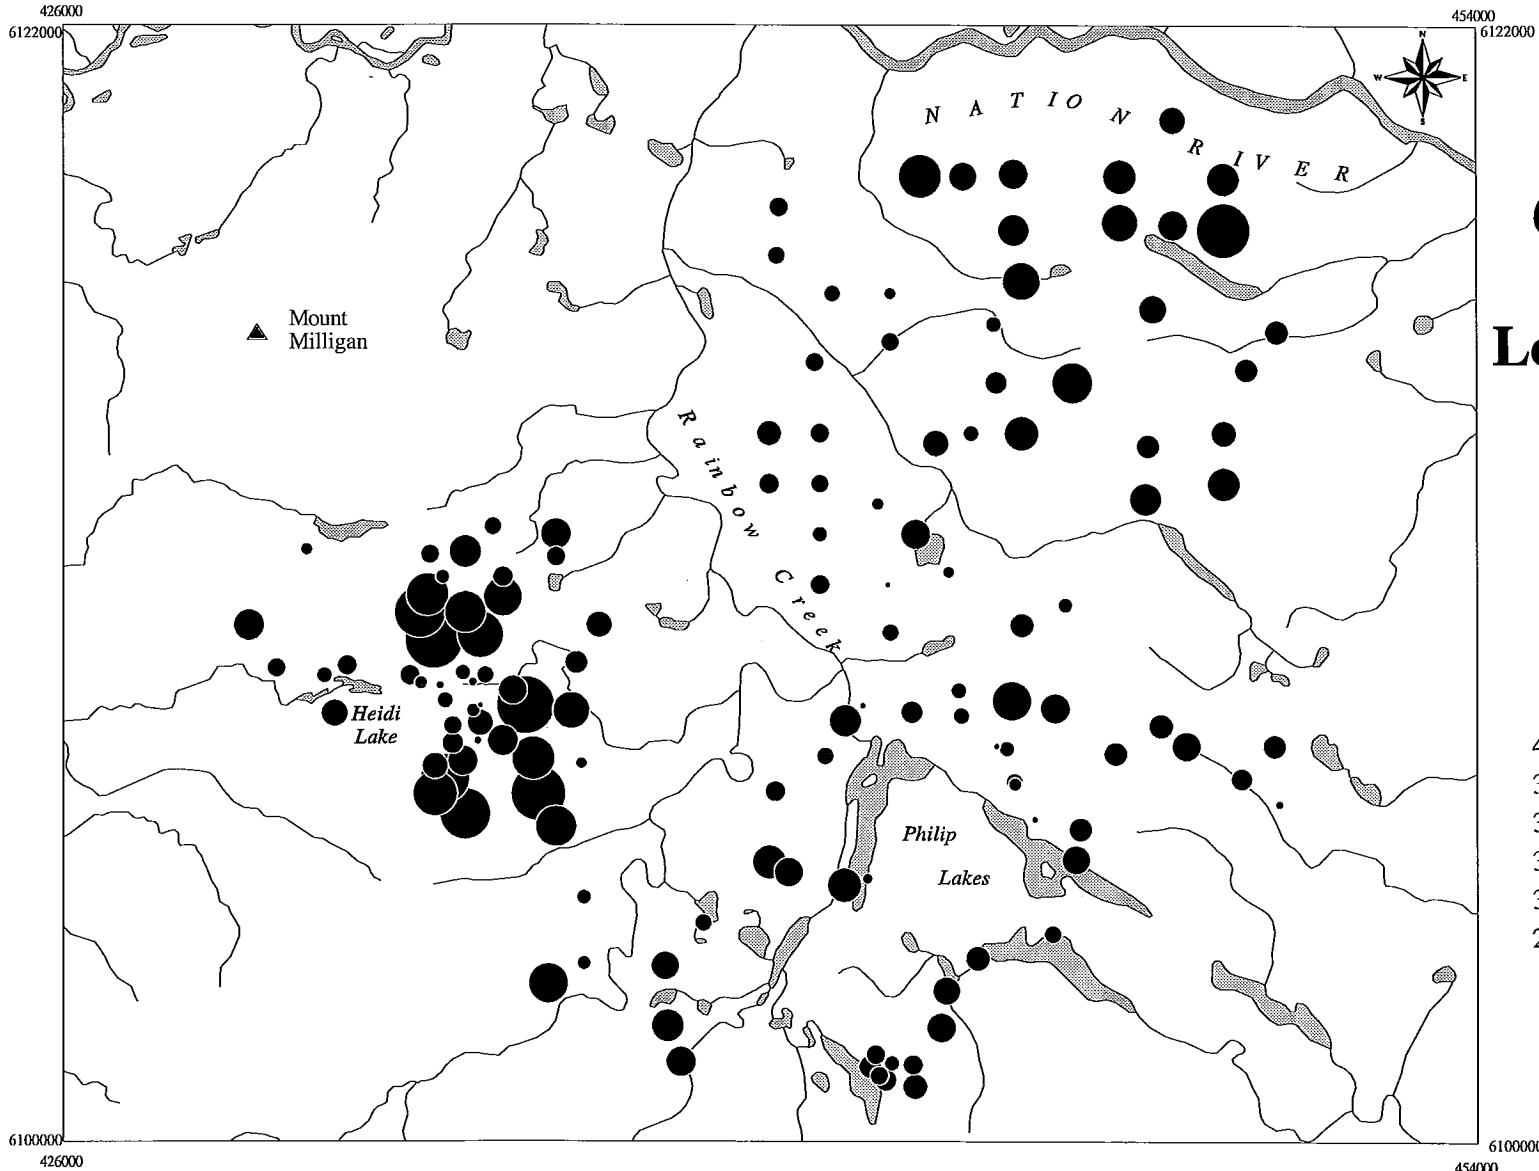 426000
454000
6122000
6122000
N
W E
S
NATION RIVER
Mount
Milligan
Rainbow Creek
Heidi
Lake
Philip
Lakes
6100000
6100000
426000
454000